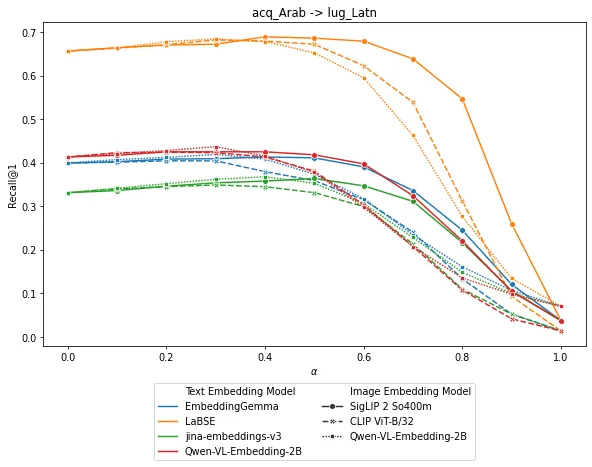 acq_Arab -> lug_Latn
0.7
0.6
0.5
0.4
0.3
0.2
0.1
0.0
Recall@1
0.0 0.2 0.4 0.6 0.8 1.0
α
Text Embedding Model
EmbeddingGemma
LaBSE
jina-embeddings-v3
Qwen-VL-Embedding-2B
Image Embedding Model
SigLIP 2 So400m
CLIP ViT-B/32
Qwen-VL-Embedding-2B